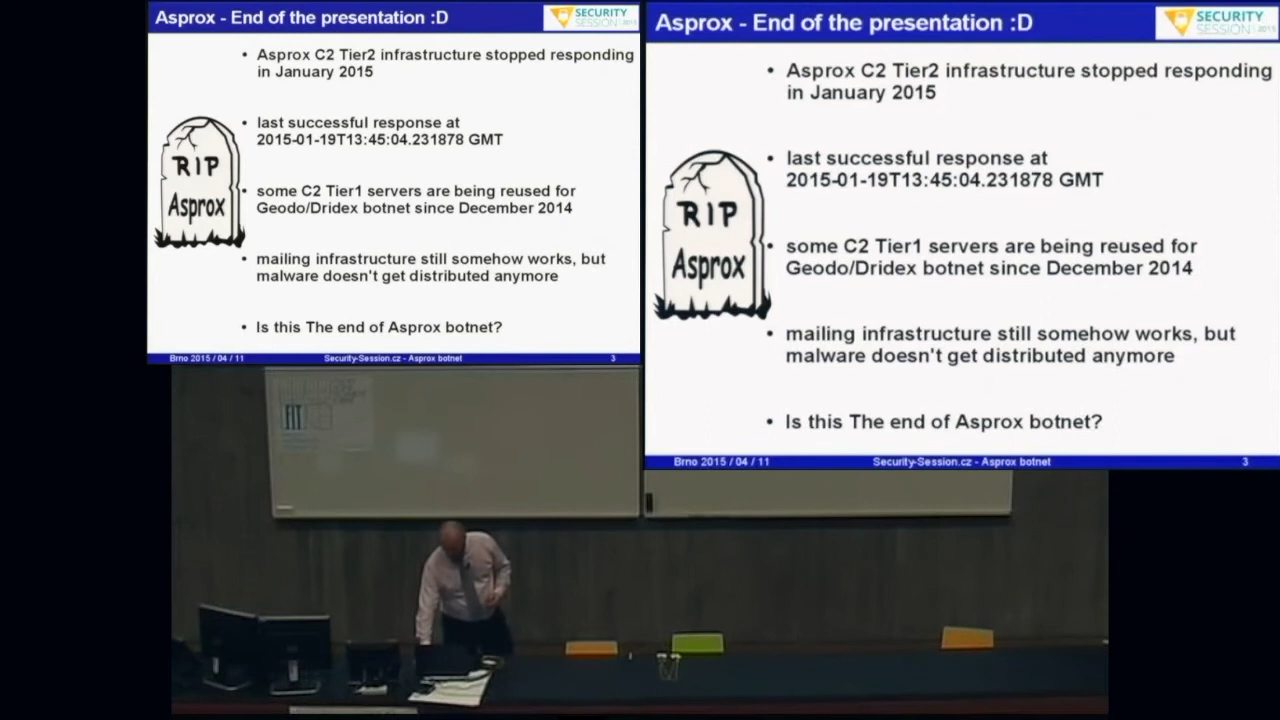 Asprox - End of the presentation :D
SECURITY
SESSION 2015
• Asprox C2 Tier2 infrastructure stopped responding
in January 2015
• last successful response at
2015-01-19T13:45:04.231878 GMT
RIP
Asprox
• some C2 Tier1 servers are being reused for
Geodo/Dridex botnet since December 2014
• mailing infrastructure still somehow works, but
malware doesn't get distributed anymore
• Is this The end of Asprox botnet?
Brno 2015 / 04 / 11
Security-Session.cz - Asprox botnet
3
Asprox - End of the presentation :D
SECURITY
SESSION 2015
• Asprox C2 Tier2 infrastructure stopped responding
in January 2015
• last successful response at
2015-01-19T13:45:04.231878 GMT
RIP
Asprox
• some C2 Tier1 servers are being reused for
Geodo/Dridex botnet since December 2014
• mailing infrastructure still somehow works, but
malware doesn't get distributed anymore
• Is this The end of Asprox botnet?
Brno 2015 / 04 / 11
Security-Session.cz - Asprox botnet
3
FIT